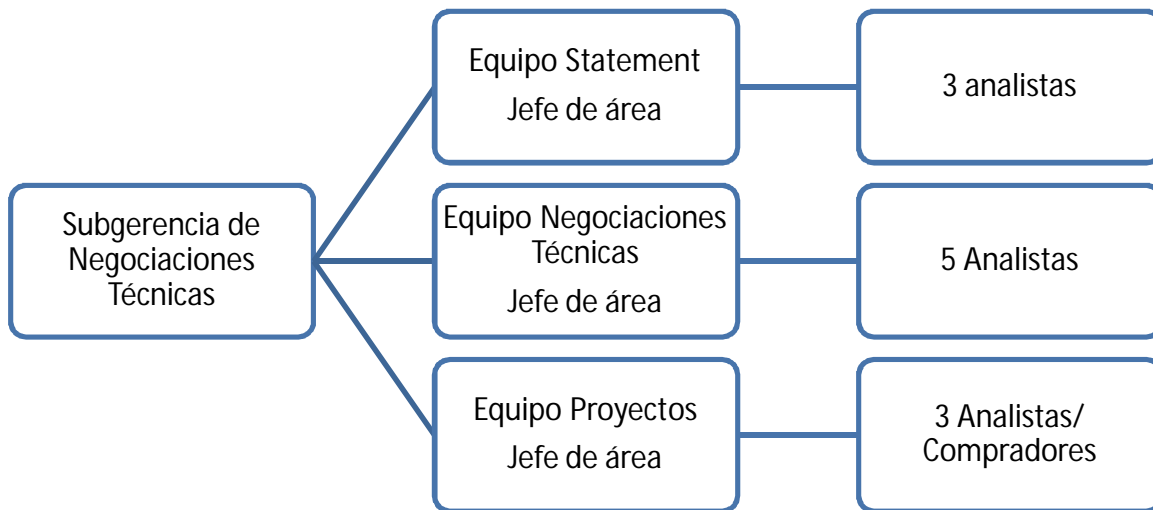 Subgerencia de
Negociaciones
Técnicas
Equipo Statement
Jefe de área
3 analistas
Equipo Negociaciones
Técnicas
Jefe de área
5 Analistas
Equipo Proyectos
Jefe de área
3 Analistas/
Compradores